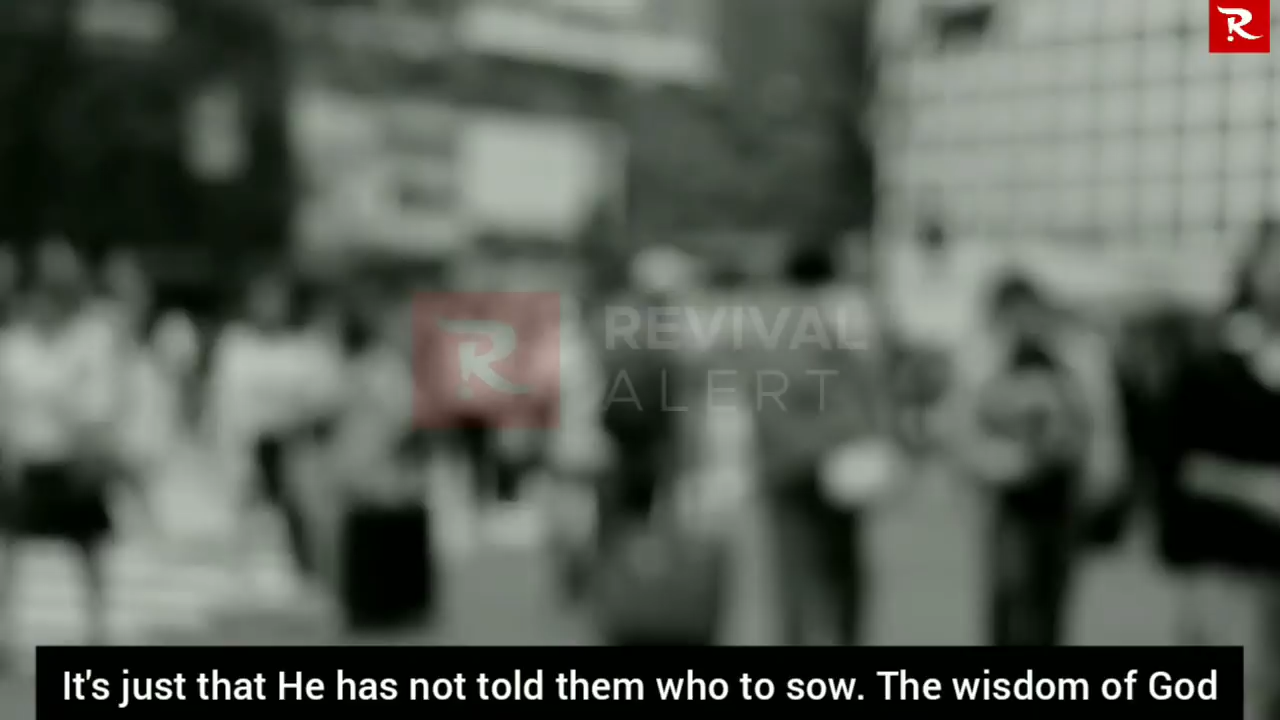 REVIVAL
ALERT
It's just that He has not told them who to sow. The wisdom of God